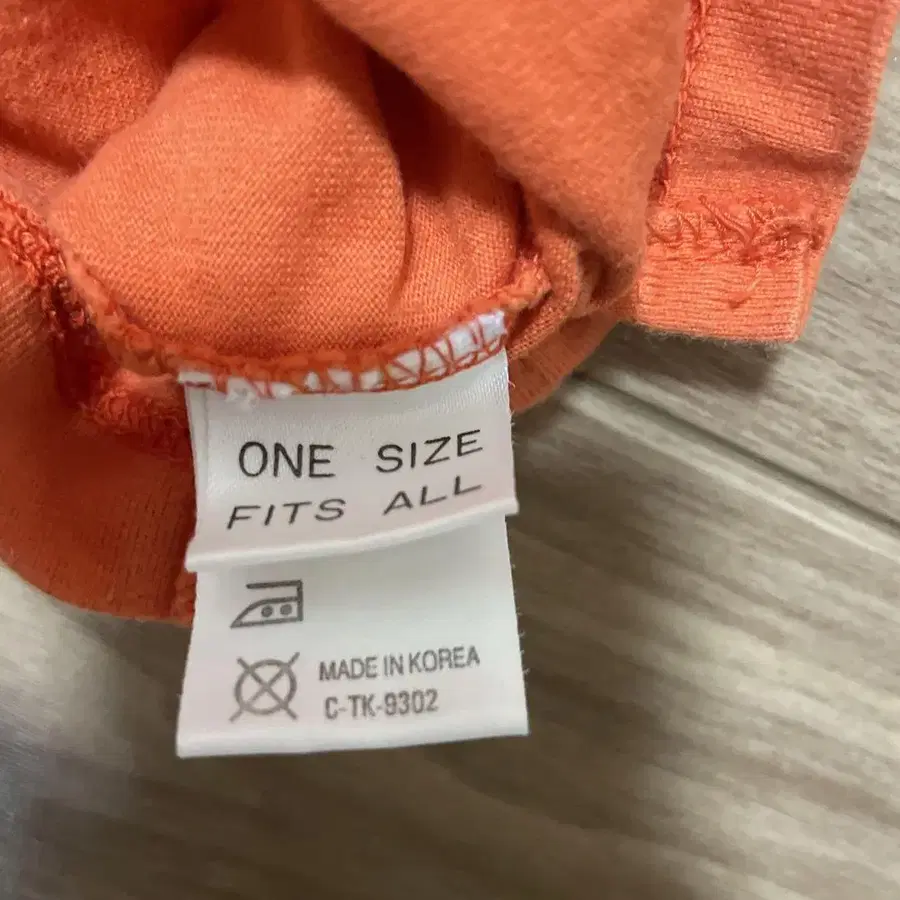 ONE SIZE
FITS ALL
MADE IN KOREA
C-TK-9302